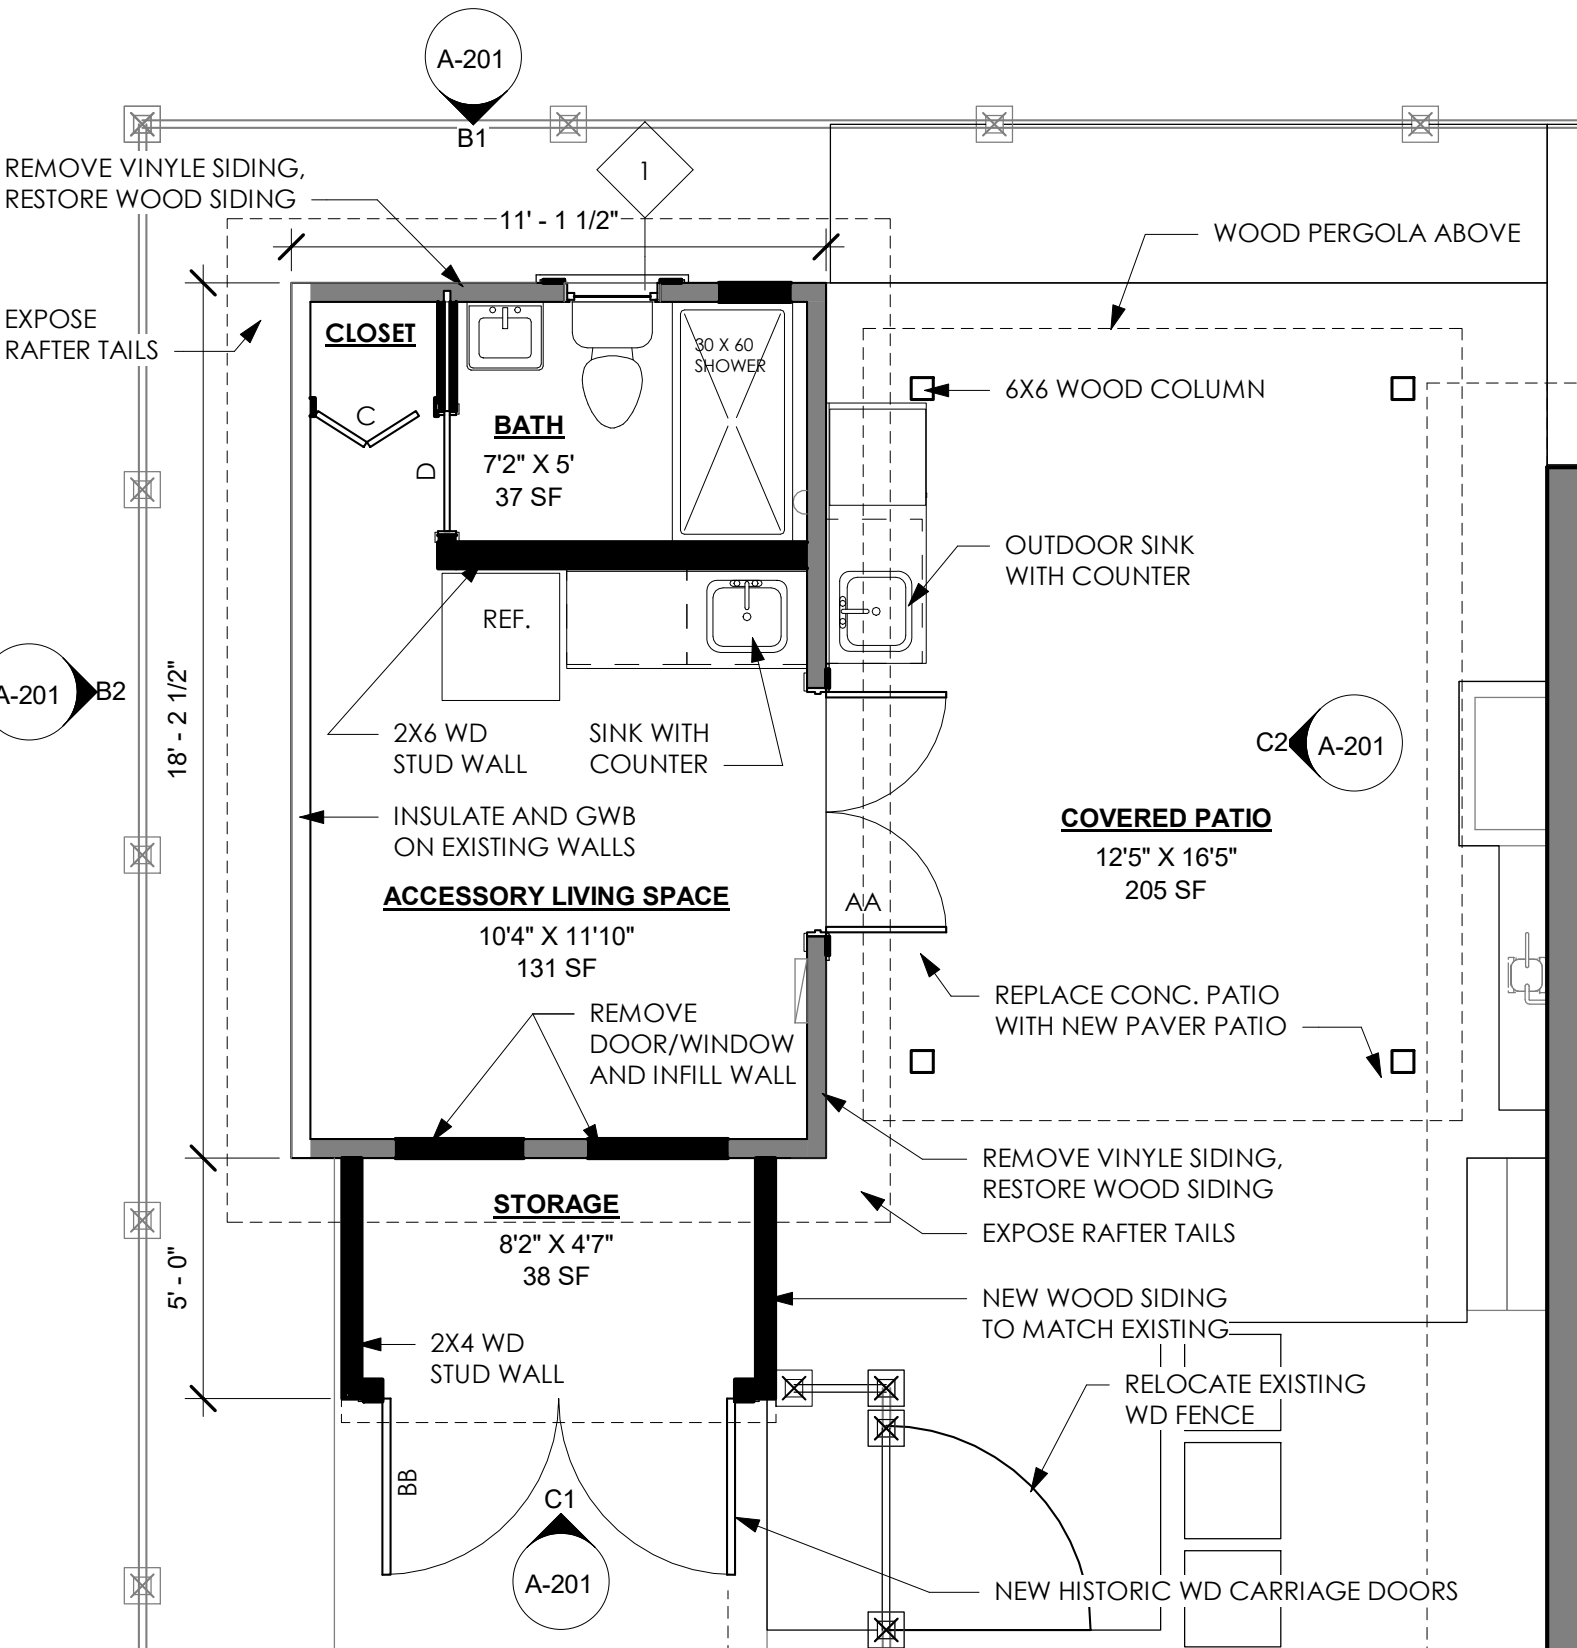 A-201
B1
REMOVE VINYLE SIDING,
RESTORE WOOD SIDING
1
11' - 1 1/2"
WOOD PERGOLA ABOVE
EXPOSE
RAFTER TAILS
CLOSET
30 X 60
SHOWER
C
6X6 WOOD COLUMN
BATH
7'2" X 5'
37 SF
D
OUTDOOR SINK
WITH COUNTER
REF.
A-201
B2
18' - 2 1/2"
2X6 WD
STUD WALL
SINK WITH
COUNTER
C2
A-201
INSULATE AND GWB
ON EXISTING WALLS
COVERED PATIO
12'5" X 16'5"
205 SF
ACCESSORY LIVING SPACE
10'4" X 11'10"
131 SF
AA
REMOVE
DOOR/WINDOW
AND INFILL WALL
REPLACE CONC. PATIO
WITH NEW PAVER PATIO
REMOVE VINYLE SIDING,
RESTORE WOOD SIDING
STORAGE
8'2" X 4'7"
38 SF
EXPOSE RAFTER TAILS
5' - 0"
NEW WOOD SIDING
TO MATCH EXISTING
2X4 WD
STUD WALL
RELOCATE EXISTING
WD FENCE
BB
C1
A-201
NEW HISTORIC WD CARRIAGE DOORS